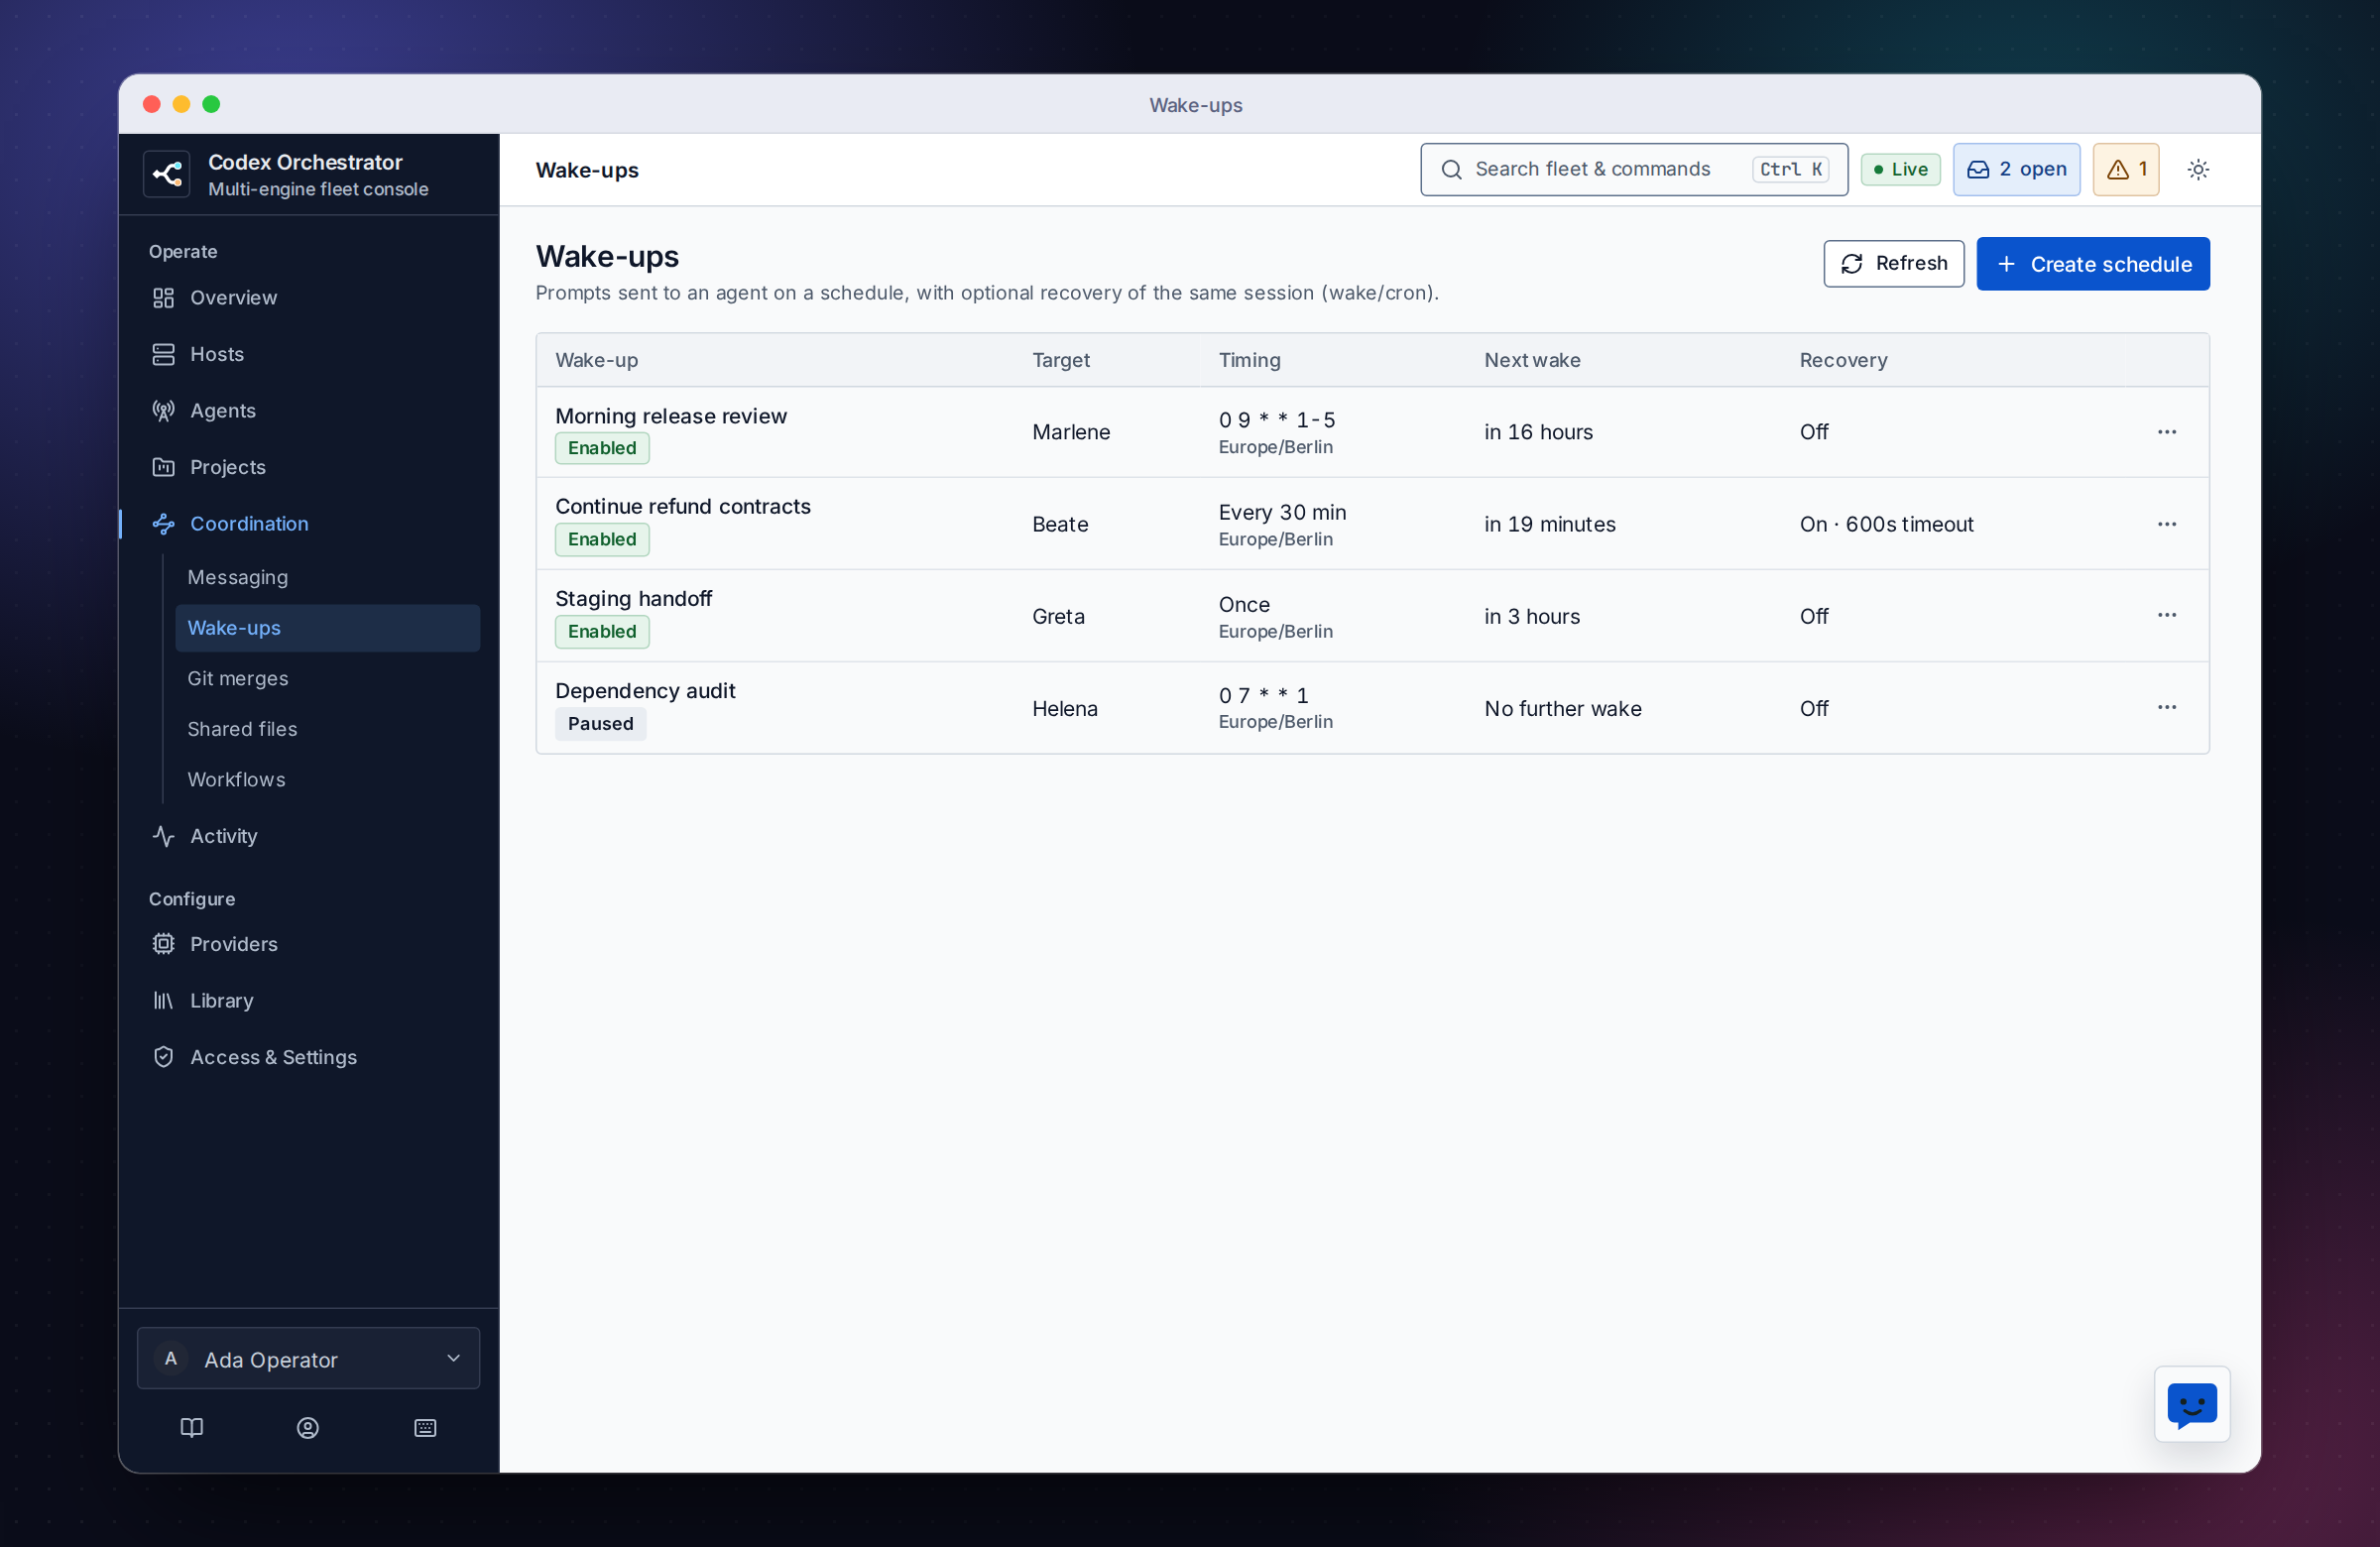 Wake-ups
Codex Orchestrator
Multi-engine fleet console
Operate
Overview
Hosts
Agents
Projects
Coordination
Messaging
Wake-ups
Git merges
Shared files
Workflows
Activity
Configure
Providers
Library
Access & Settings
A Ada Operator
Wake-ups
Search fleet & commands Ctrl K
Live
2 open
1
Wake-ups
Prompts sent to an agent on a schedule, with optional recovery of the same session (wake/cron).
Refresh
Create schedule
Wake-up Target Timing Next wake Recovery
Morning release review
Enabled
Marlene
0 9 * * 1-5
Europe/Berlin
in 16 hours
Off
Continue refund contracts
Enabled
Beate
Every 30 min
Europe/Berlin
in 19 minutes
On · 600s timeout
Staging handoff
Enabled
Greta
Once
Europe/Berlin
in 3 hours
Off
Dependency audit
Paused
Helena
0 7 * * 1
Europe/Berlin
No further wake
Off